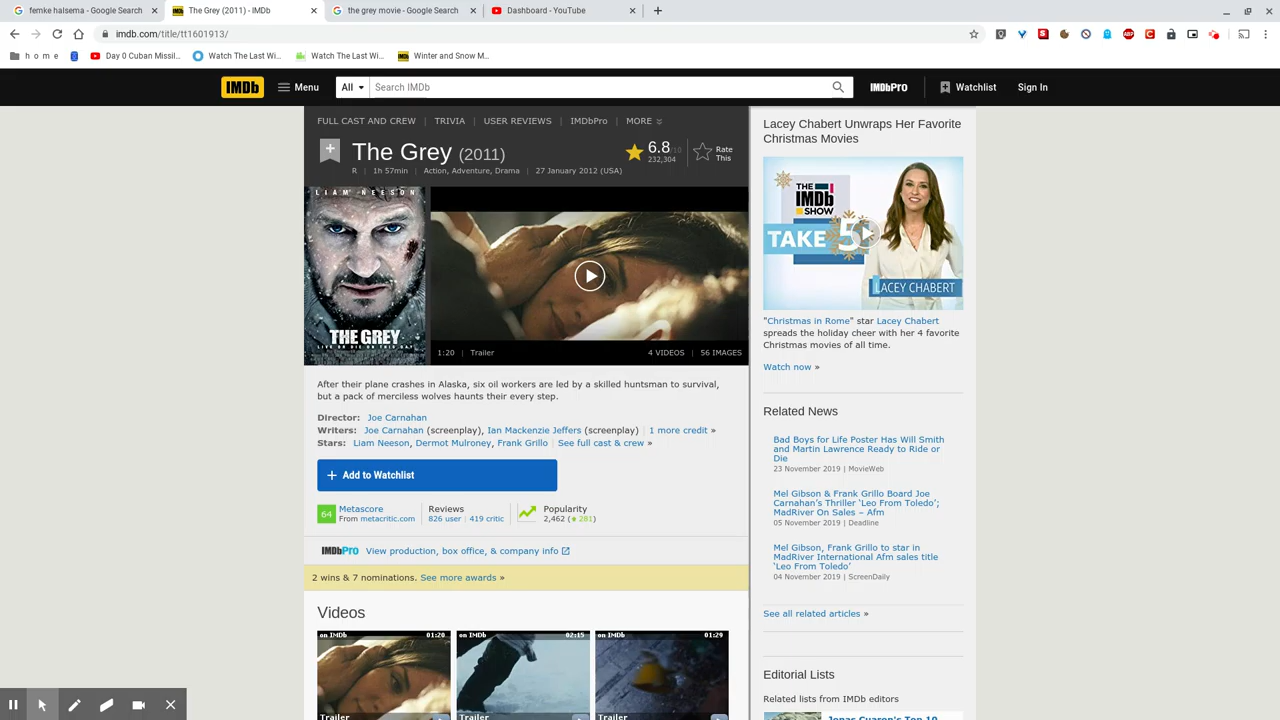 femke halsema - Google Search
The Grey (2011) - IMDb
the grey movie - Google Search
Dashboard - YouTube
imdb.com/title/tt1601913/
h o m e
Day 0 Cuban Missil...
Watch The Last Wi...
Watch The Last Wi...
Winter and Snow M...
IMDb
Menu
All
Search IMDb
IMDbPro
Watchlist
Sign In
FULL CAST AND CREW | TRIVIA | USER REVIEWS | IMDbPro | MORE
The Grey (2011)
6.8/10
232,304
Rate
This
R | 1h 57min | Action, Adventure, Drama | 27 January 2012 (USA)
LIAM NEESON
THE GREY
LIVE OR DIE ON THIS DAY
1:20 | Trailer
4 VIDEOS | 56 IMAGES
After their plane crashes in Alaska, six oil workers are led by a skilled huntsman to survival,
but a pack of merciless wolves haunts their every step.
Director: Joe Carnahan
Writers: Joe Carnahan (screenplay), Ian Mackenzie Jeffers (screenplay) | 1 more credit »
Stars: Liam Neeson, Dermot Mulroney, Frank Grillo | See full cast & crew »
+ Add to Watchlist
64
Metascore
From metacritic.com
Reviews
826 user | 419 critic
Popularity
2,462 (281)
IMDbPro View production, box office, & company info
2 wins & 7 nominations. See more awards »
Videos
on IMDb 01:20
Trailer
on IMDb 02:15
Trailer
on IMDb 01:29
Trailer
Lacey Chabert Unwraps Her Favorite
Christmas Movies
THE
IMDb
SHOW
TAKE 5
LACEY CHABERT
"Christmas in Rome" star Lacey Chabert
spreads the holiday cheer with her 4 favorite
Christmas movies of all time.
Watch now »
Related News
Bad Boys for Life Poster Has Will Smith
and Martin Lawrence Ready to Ride or
Die
23 November 2019 | MovieWeb
Mel Gibson & Frank Grillo Board Joe
Carnahan's Thriller ‘Leo From Toledo’;
MadRiver On Sales – Afm
05 November 2019 | Deadline
Mel Gibson, Frank Grillo to star in
MadRiver International Afm sales title
‘Leo From Toledo’
04 November 2019 | ScreenDaily
See all related articles »
Editorial Lists
Related lists from IMDb editors
Jonas Cuaron's Top 10